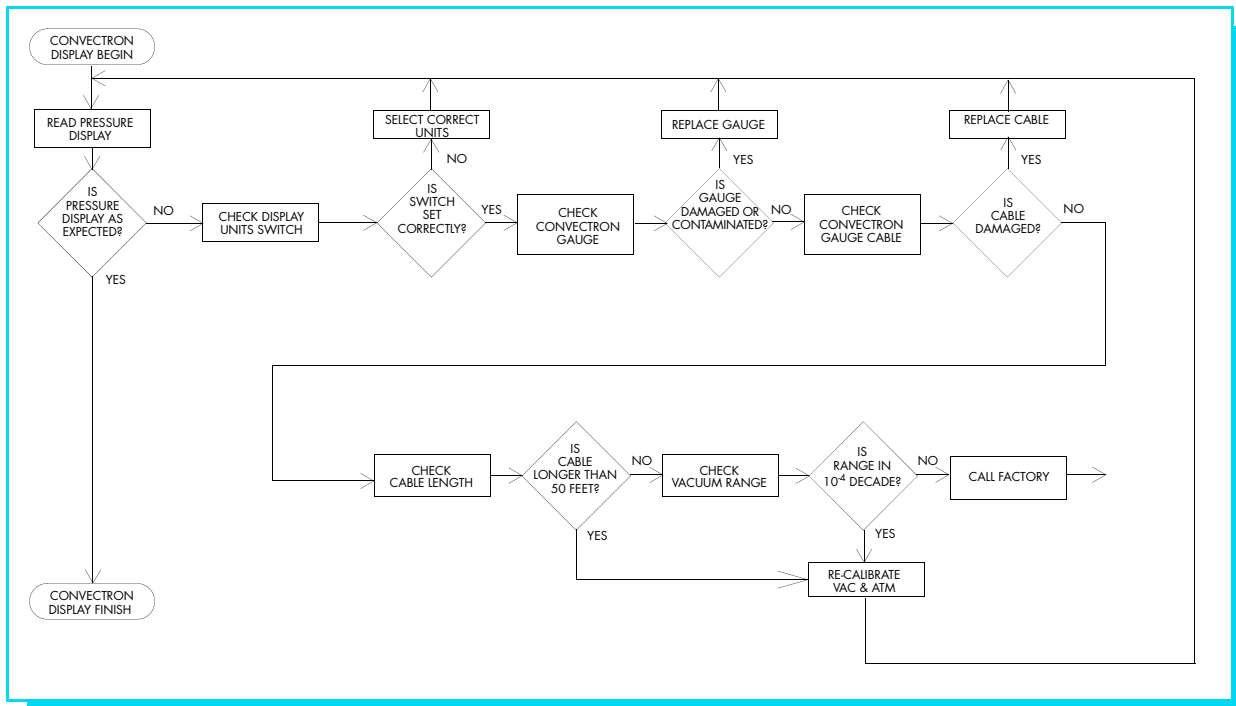 CONVECTRON
DISPLAY BEGIN
READ PRESSURE
DISPLAY
SELECT CORRECT
UNITS
REPLACE GAUGE
REPLACE CABLE
NO
YES
YES
IS
PRESSURE
DISPLAY AS
EXPECTED?
NO
CHECK DISPLAY
UNITS SWITCH
IS
SWITCH
SET
CORRECTLY?
YES
CHECK
CONVECTRON
GAUGE
IS
GAUGE
DAMAGED OR
CONTAMINATED?
NO
CHECK
CONVECTRON
GAUGE CABLE
IS
CABLE
DAMAGED?
NO
YES
CHECK
CABLE LENGTH
IS
CABLE
LONGER THAN
50 FEET?
NO
CHECK
VACUUM RANGE
IS
RANGE IN
10⁻⁴ DECADE?
NO
CALL FACTORY
YES
YES
RE-CALIBRATE
VAC & ATM
CONVECTRON
DISPLAY FINISH